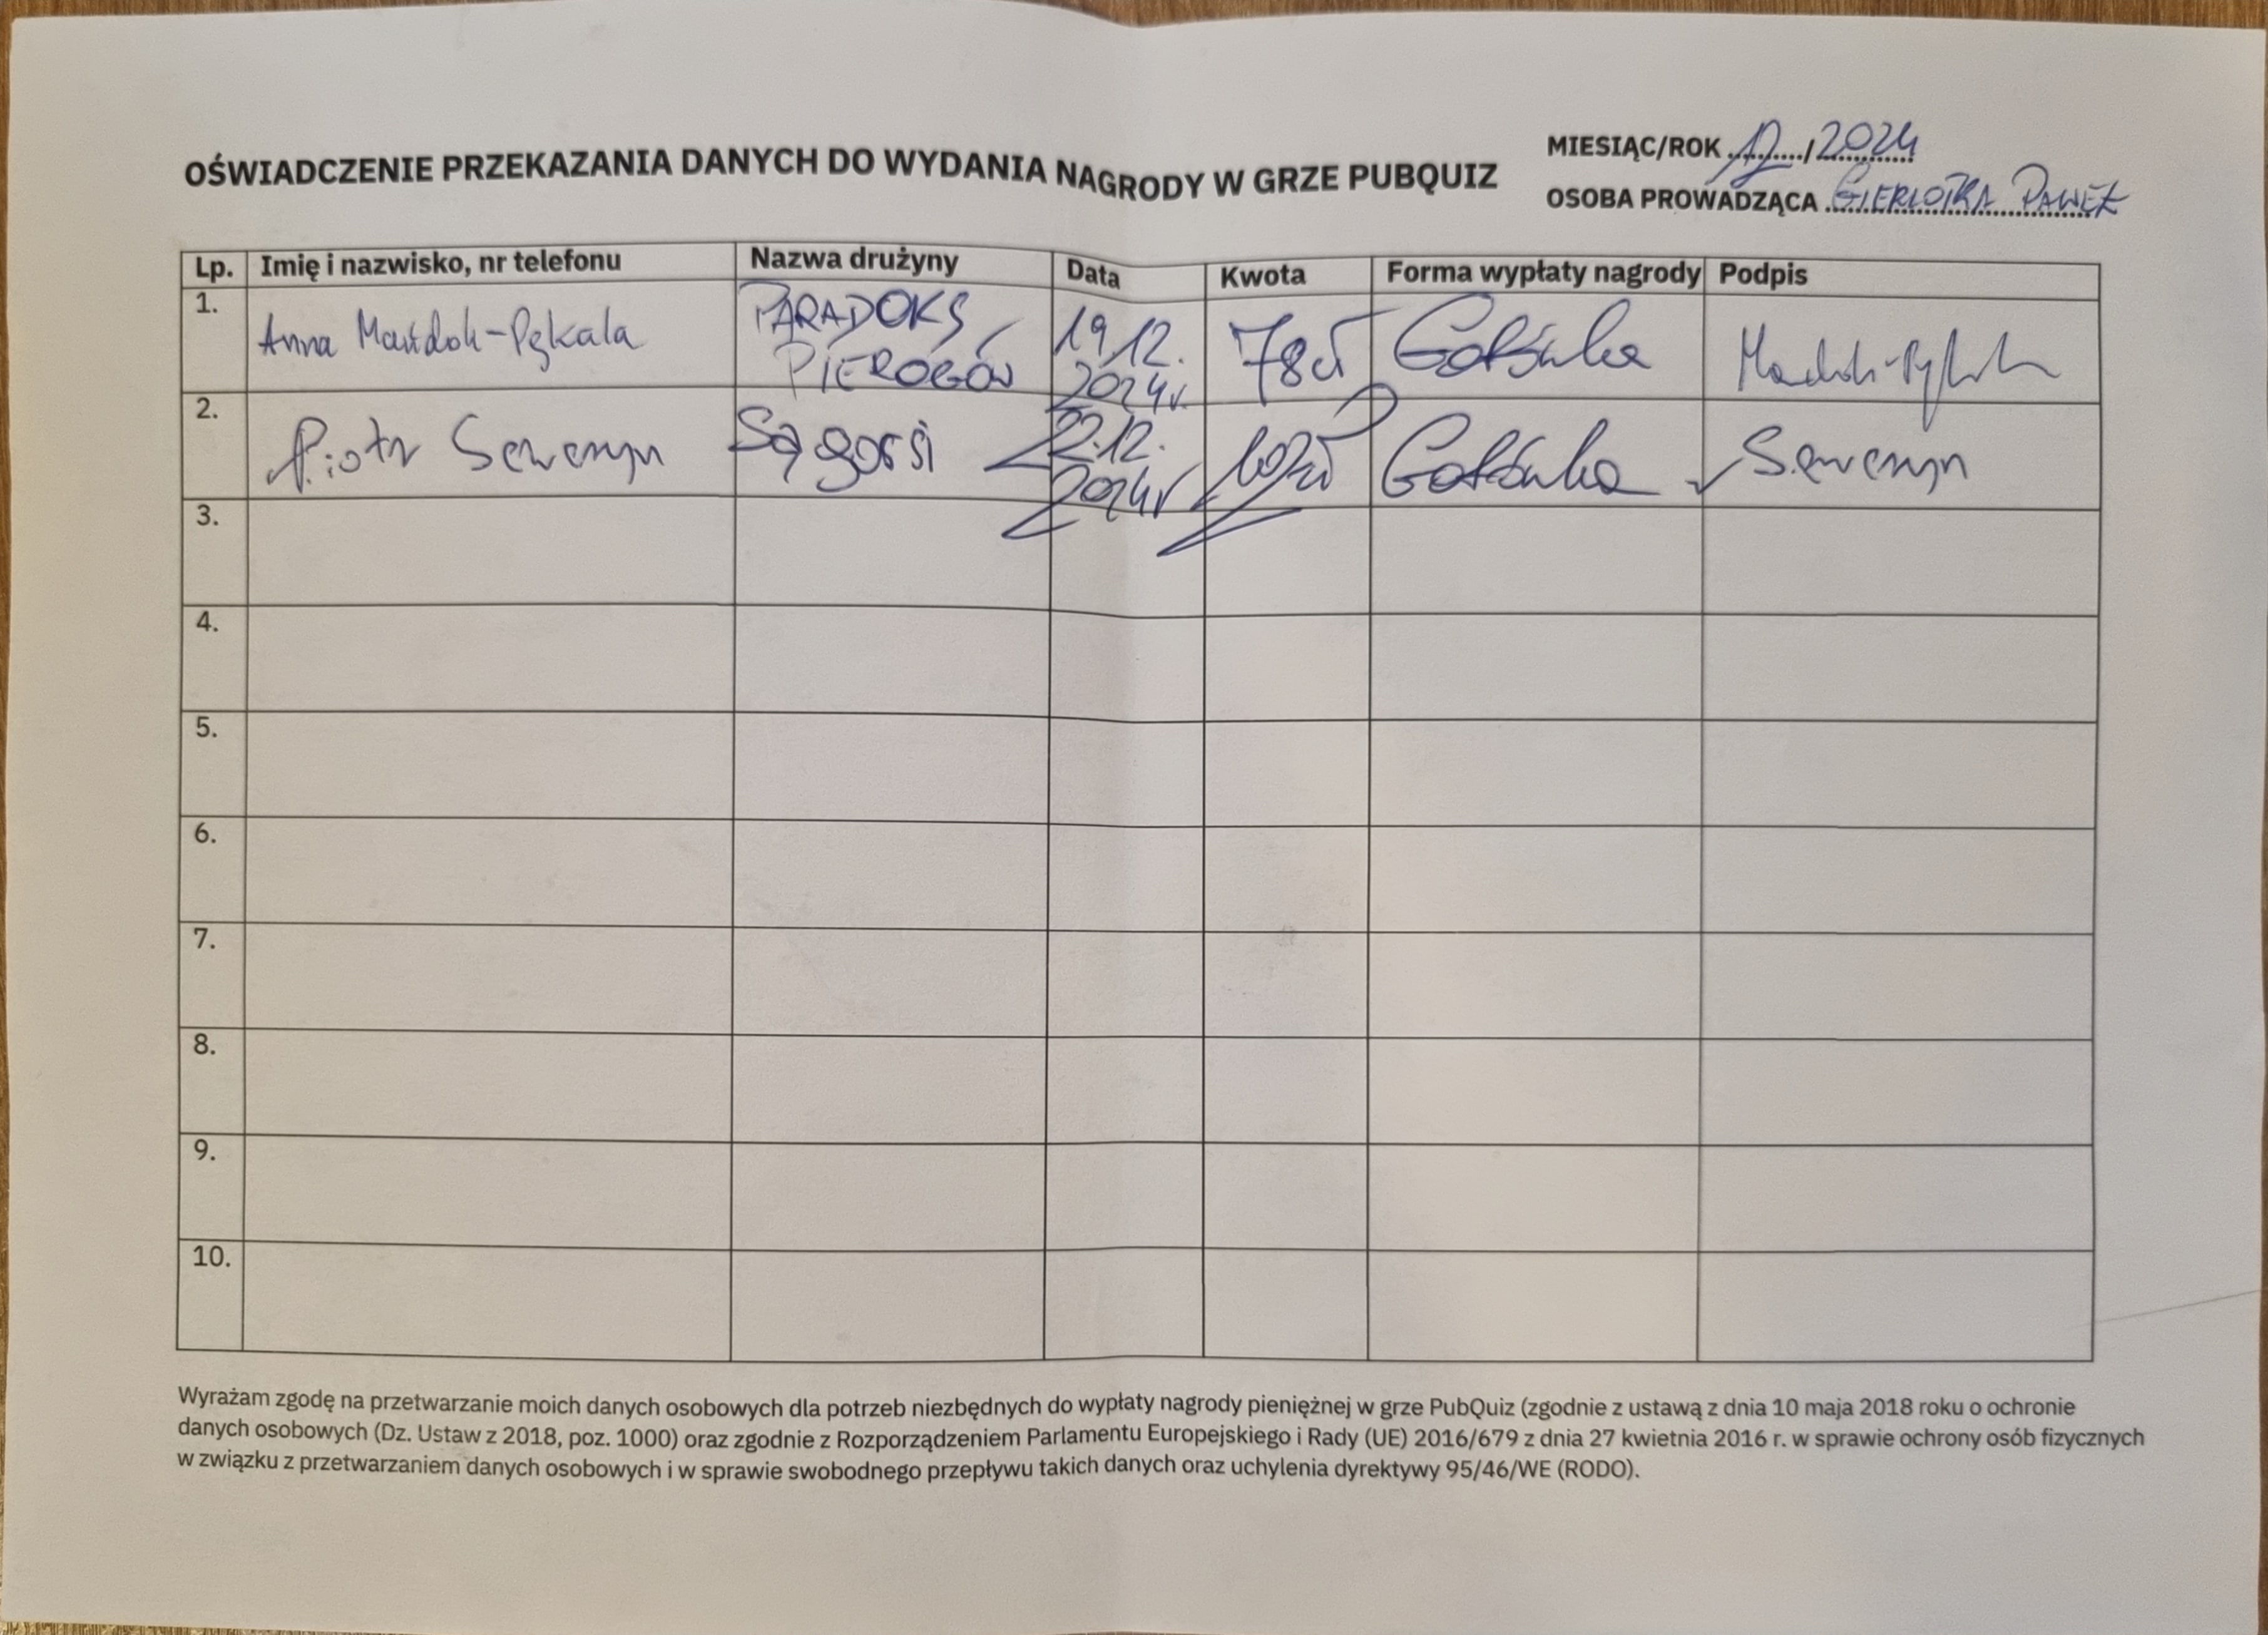 OŚWIADCZENIE PRZEKAZANIA DANYCH DO WYDANIA NAGRODY W GRZE PUBQUIZ
MIESIĄC/ROK 12/2024
OSOBA PROWADZĄCA GIERLOTKA PAWEŁ
Lp. Imię i nazwisko, nr telefonu Nazwa drużyny Data Kwota Forma wypłaty nagrody Podpis
1. Anna Maźdok-Pękala PARADOKS PIEROGÓW 19.12.2024r. 78zł Gotówka
2. Piotr Seweryn Są gorsi 22.12.2024r Gotówka Seweryn
3.
4.
5.
6.
7.
8.
9.
10.
Wyrażam zgodę na przetwarzanie moich danych osobowych dla potrzeb niezbędnych do wypłaty nagrody pieniężnej w grze PubQuiz (zgodnie z ustawą z dnia 10 maja 2018 roku o ochronie
danych osobowych (Dz. Ustaw z 2018, poz. 1000) oraz zgodnie z Rozporządzeniem Parlamentu Europejskiego i Rady (UE) 2016/679 z dnia 27 kwietnia 2016 r. w sprawie ochrony osób fizycznych
w związku z przetwarzaniem danych osobowych i w sprawie swobodnego przepływu takich danych oraz uchylenia dyrektywy 95/46/WE (RODO).